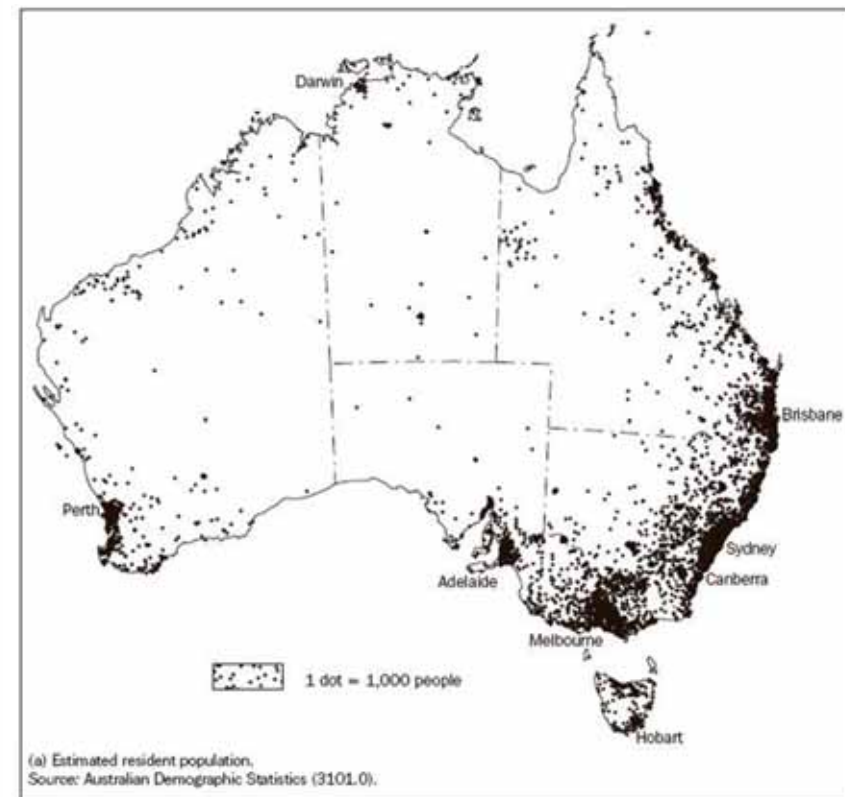 Darwin
Brisbane
Perth
Sydney
Canberra
Adelaide
Melbourne
1 dot = 1,000 people
Hobart
(a) Estimated resident population.
Source: Australian Demographic Statistics (3101.0).